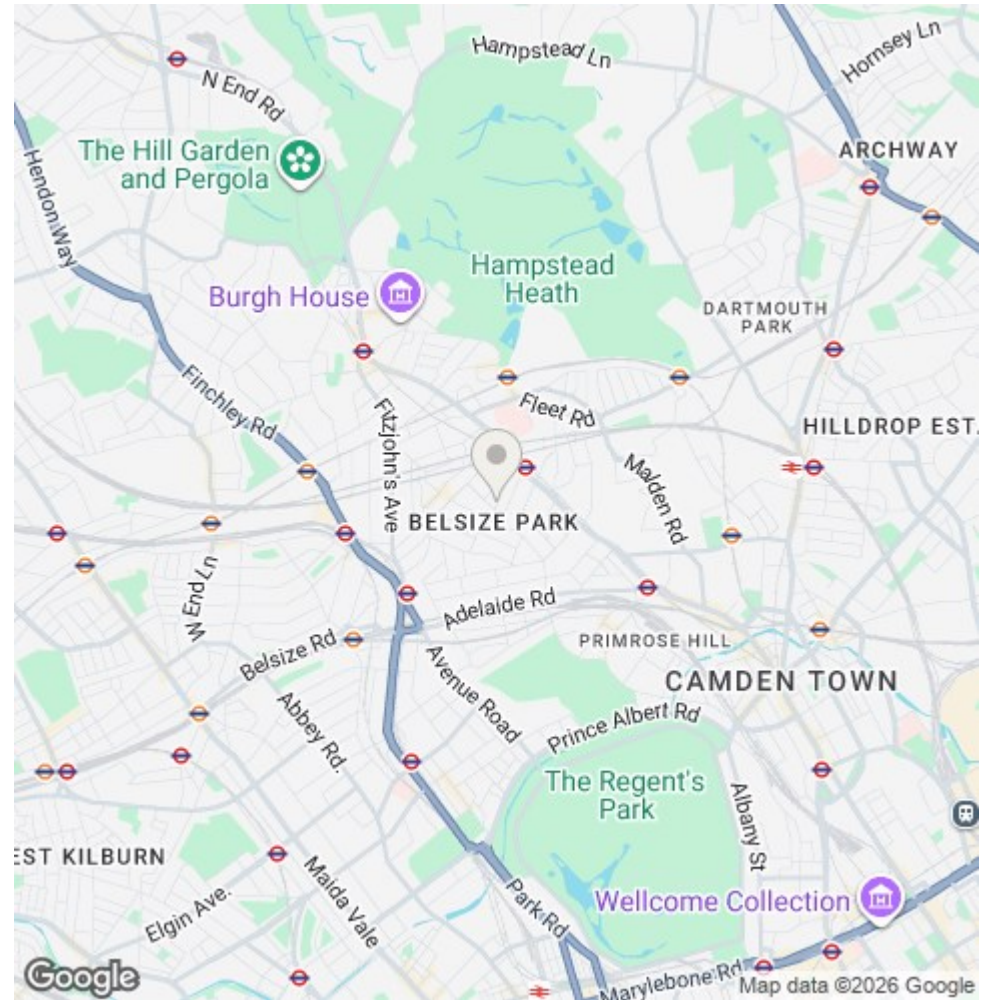 Hampstead Ln
Hornsey Ln
N End Rd
The Hill Garden
and Pergola
ARCHWAY
Hendon Way
Hampstead
Heath
Burgh House
DARTMOUTH
PARK
Finchley Rd
Fitzjohn's Ave
Fleet Rd
HILLDROP EST.
Malden Rd
BELSIZE PARK
W End Ln
Adelaide Rd
Belsize Rd
PRIMROSE HILL
Avenue Road
CAMDEN TOWN
Abbey Rd.
Prince Albert Rd
The Regent's
Park
Albany St
EST KILBURN
Maida Vale
Elgin Ave.
Park Rd
Wellcome Collection
Marylebone Rd
Google
Map data ©2026 Google